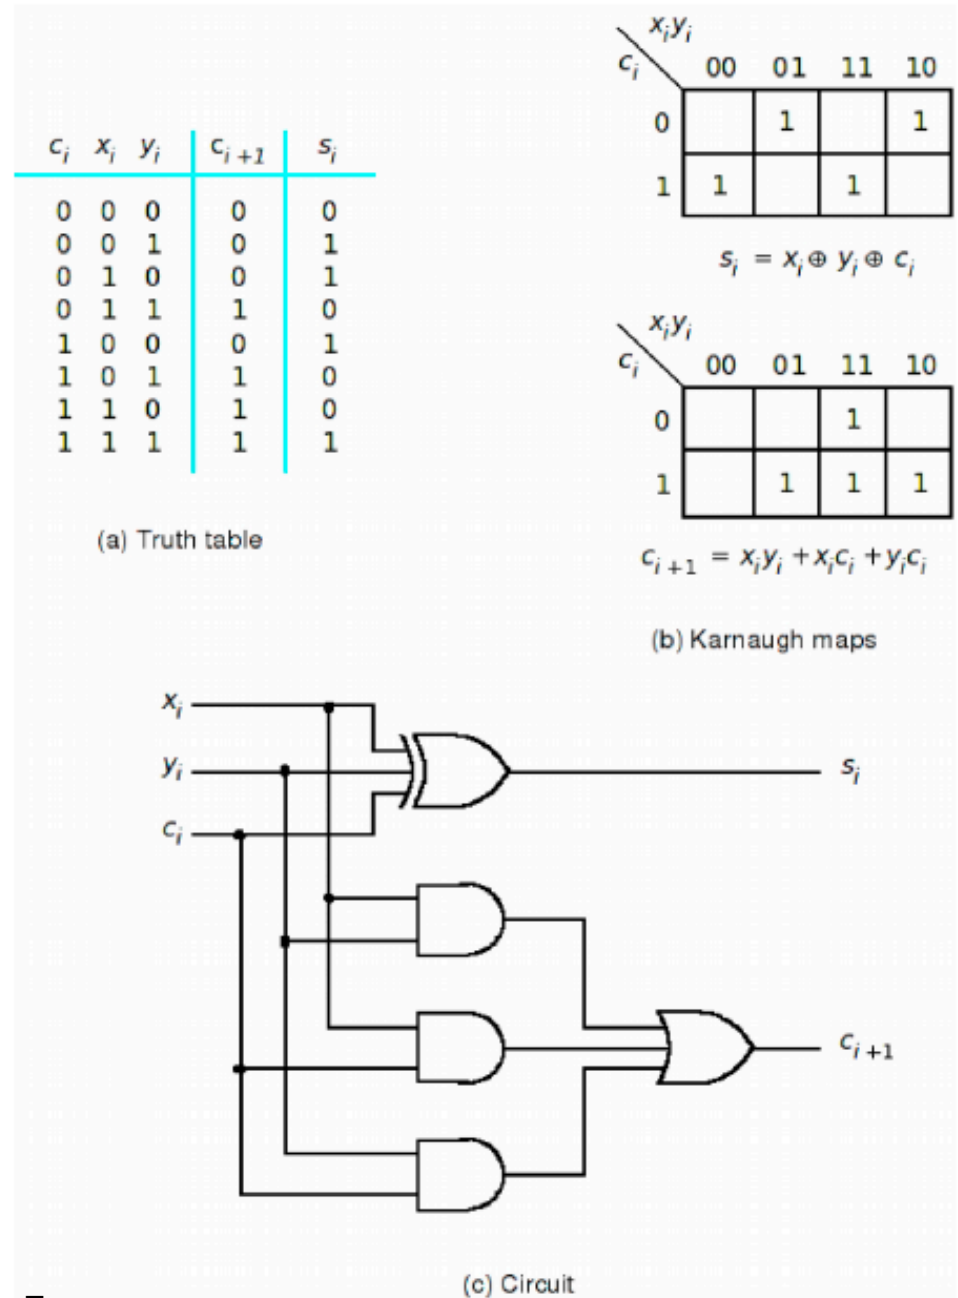 c_i x_i y_i c_{i+1} s_i
0 0 0 0 0
0 0 1 0 1
0 1 0 0 1
0 1 1 1 0
1 0 0 0 1
1 0 1 1 0
1 1 0 1 0
1 1 1 1 1
(a) Truth table
x_i y_i
c_i 00 01 11 10
0 1 1
1 1 1
s_i = x_i ⊕ y_i ⊕ c_i
x_i y_i
c_i 00 01 11 10
0 1
1 1 1 1
c_{i+1} = x_i y_i + x_i c_i + y_i c_i
(b) Karnaugh maps
x_i
y_i s_i
c_i
c_{i+1}
(c) Circuit